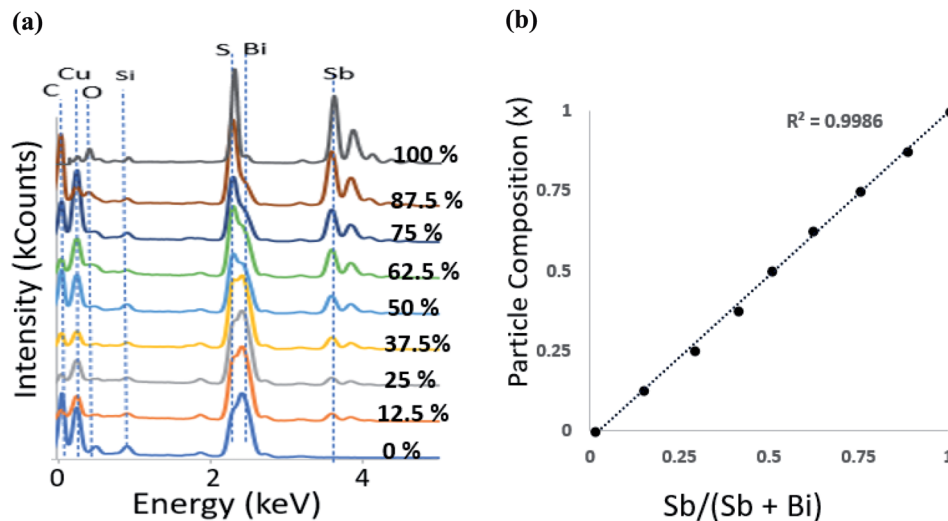 (a)
C
Cu
O
Si
S
Bi
Sb
100 %
87.5 %
75 %
62.5 %
50 %
37.5%
25 %
12.5 %
0 %
Intensity (kCounts)
0
2
4
Energy (keV)
(b)
1
R² = 0.9986
0.75
0.5
0.25
0
Particle Composition (x)
0
0.25
0.5
0.75
1
Sb/(Sb + Bi)